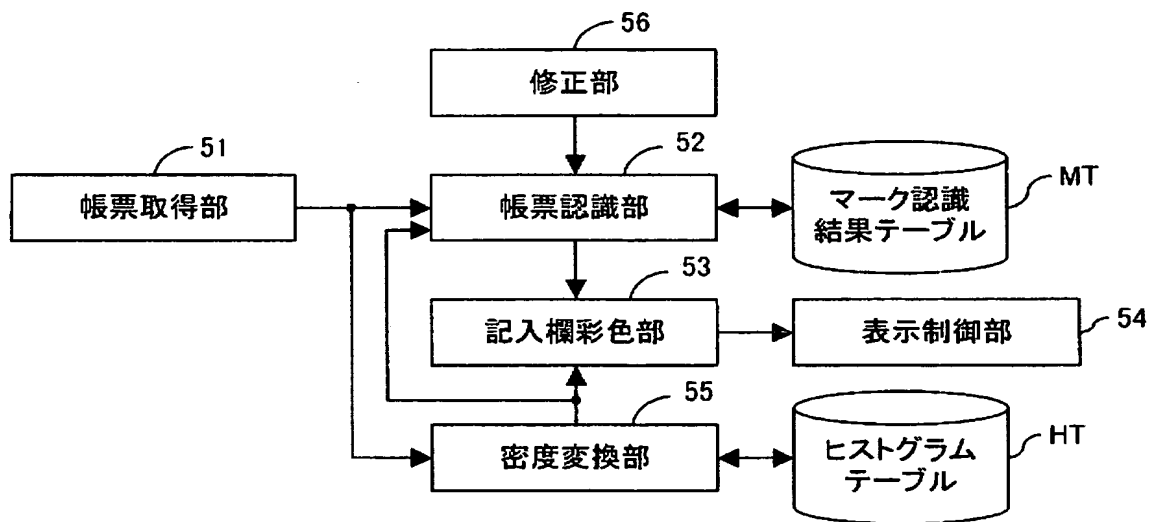 56
修正部
51
52
帳票取得部
帳票認識部
マーク認識
結果テーブル
MT
53
記入欄彩色部
表示制御部
54
55
密度変換部
ヒストグラム
テーブル
HT